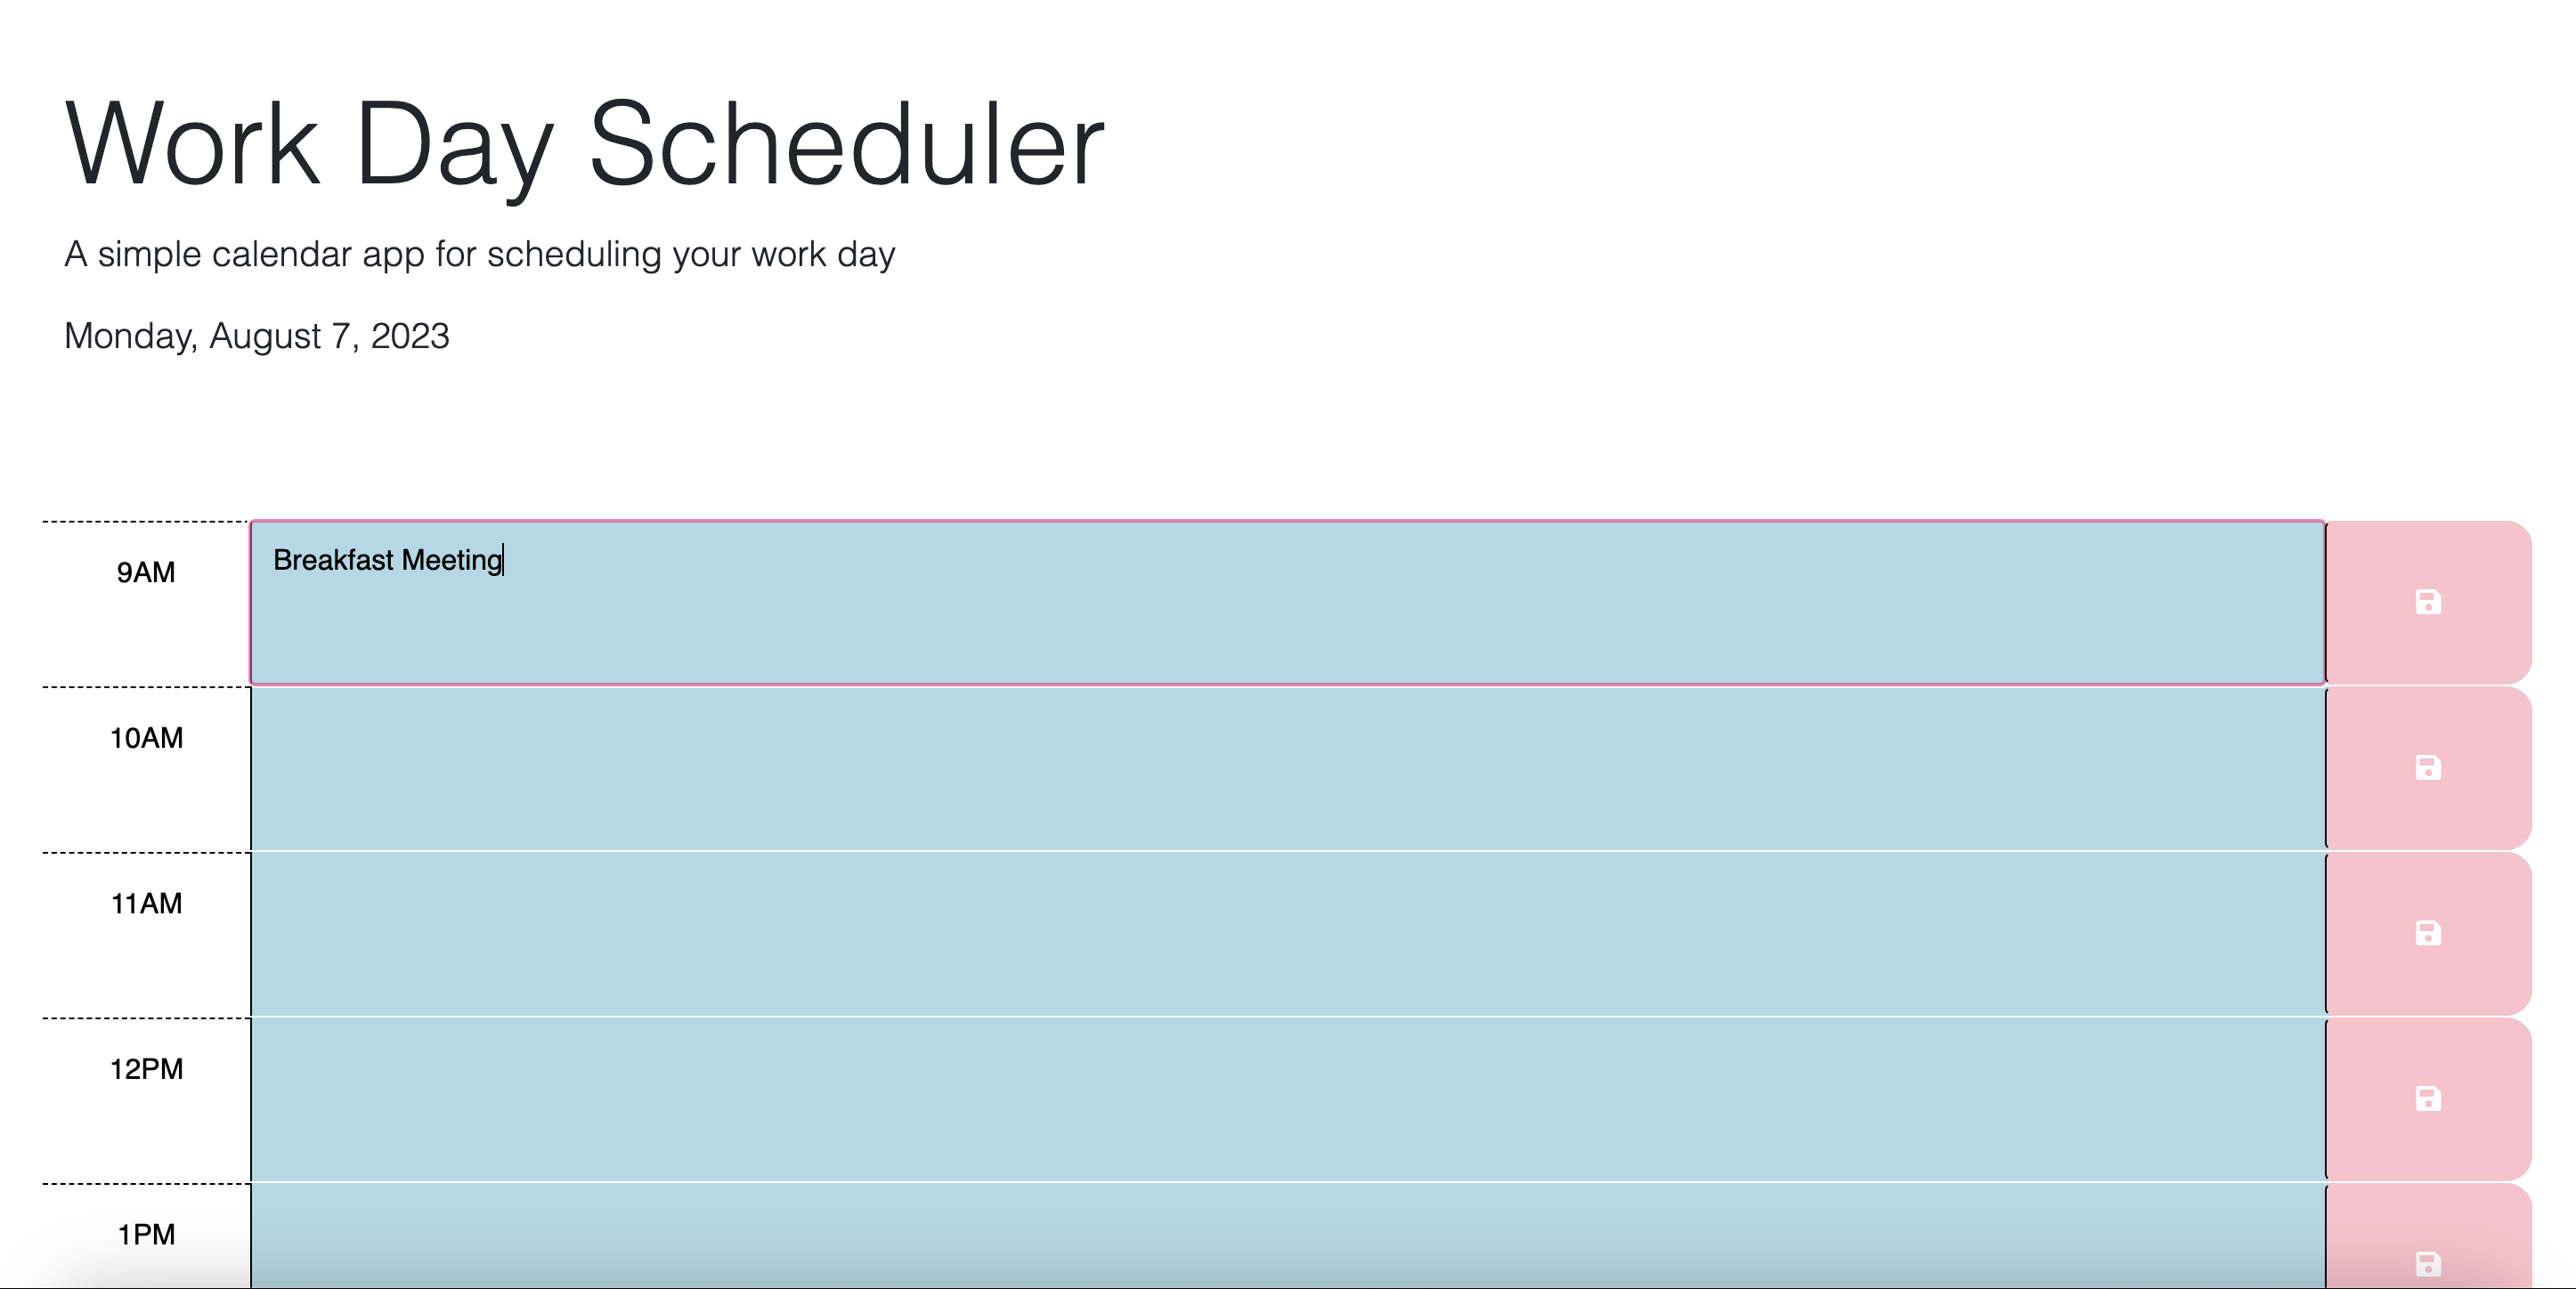 Work Day Scheduler
A simple calendar app for scheduling your work day
Monday, August 7, 2023
9AM
Breakfast Meeting
10AM
11AM
12PM
1PM